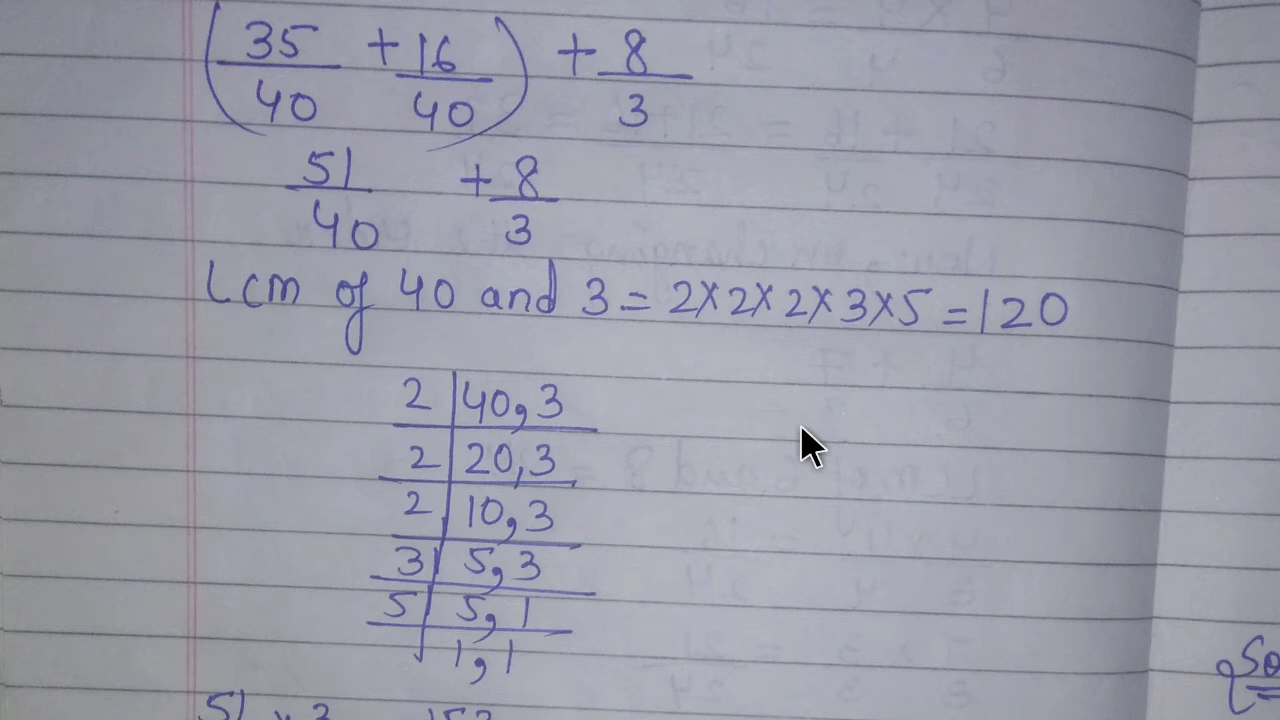 (35/40 + 16/40) + 8/3
51/40 + 8/3
Lcm of 40 and 3 = 2×2×2×3×5 = 120
2 | 40, 3
2 | 20, 3
2 | 10, 3
3 | 5, 3
5 | 5, 1
1, 1